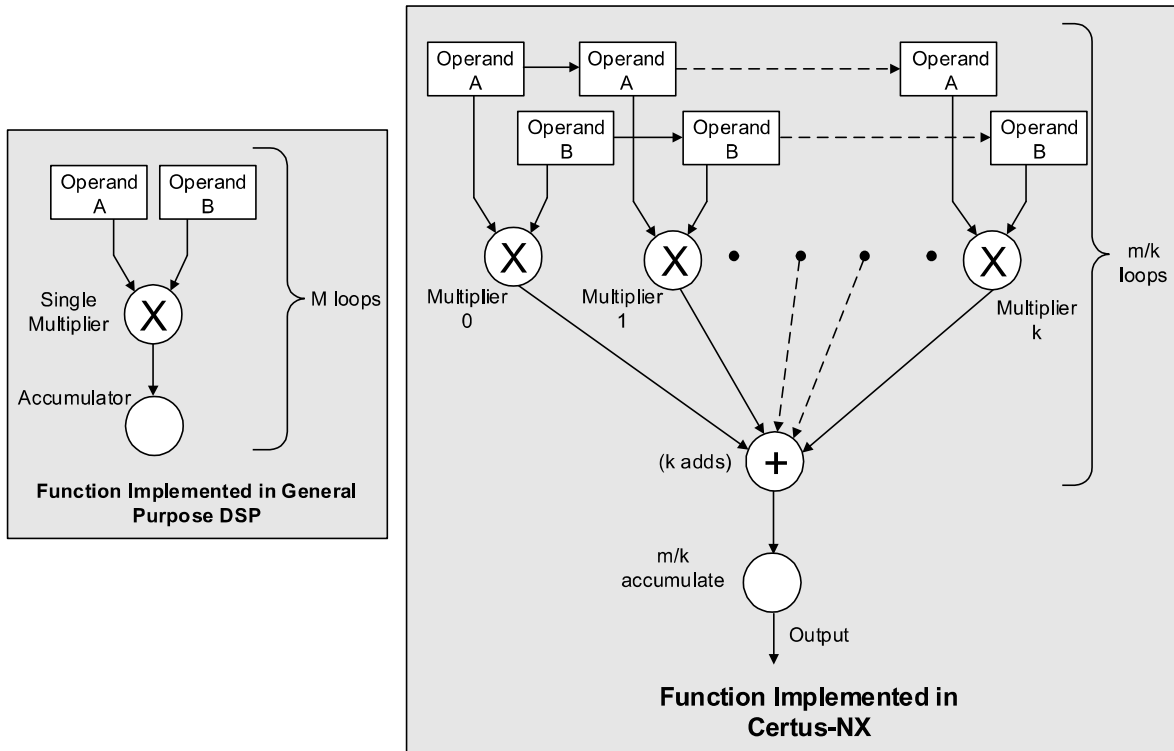 Operand
A
Operand
B
Single
Multiplier
X
M loops
Accumulator
Function Implemented in General
Purpose DSP
Operand
A
Operand
A
Operand
A
Operand
B
Operand
B
Operand
B
X
X
X
m/k
loops
Multiplier
0
Multiplier
1
Multiplier
k
(k adds)
+
m/k
accumulate
Output
Function Implemented in
Certus-NX